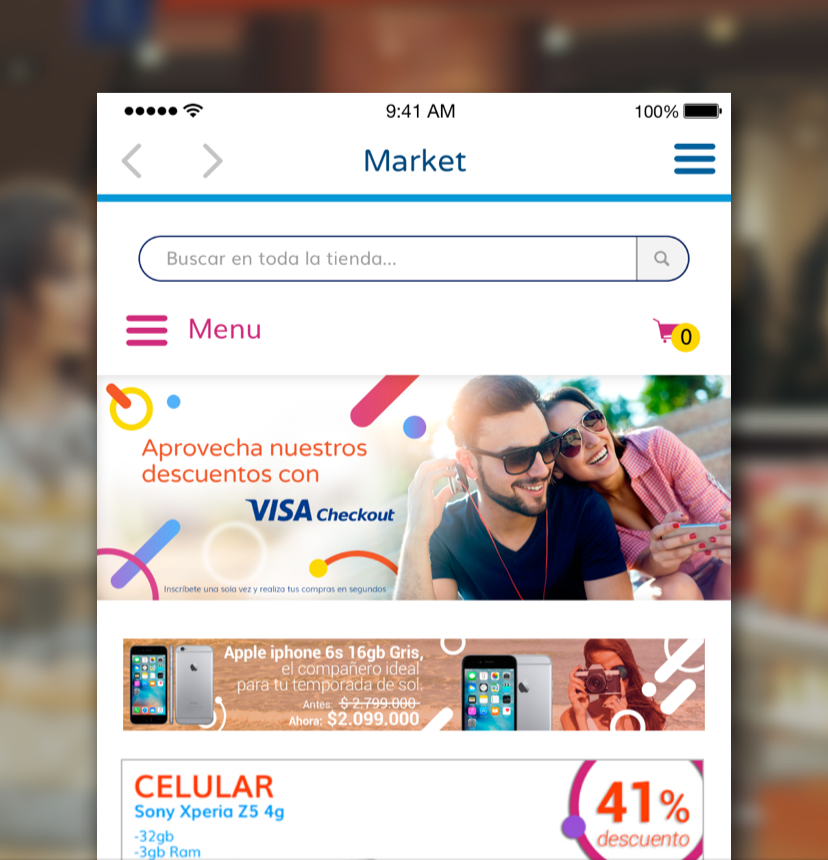 9:41 AM
100%
Market
Buscar en toda la tienda...
Menu
0
Aprovecha nuestros
descuentos con
VISA Checkout
Inscríbete una sola vez y realiza tus compras en segundos
Apple iphone 6s 16gb Gris,
el compañero ideal
para tu temporada de sol.
Antes: $ 2.799.000
Ahora: $2.099.000
CELULAR
Sony Xperia Z5 4g
-32gb
-3gb Ram
41%
descuento